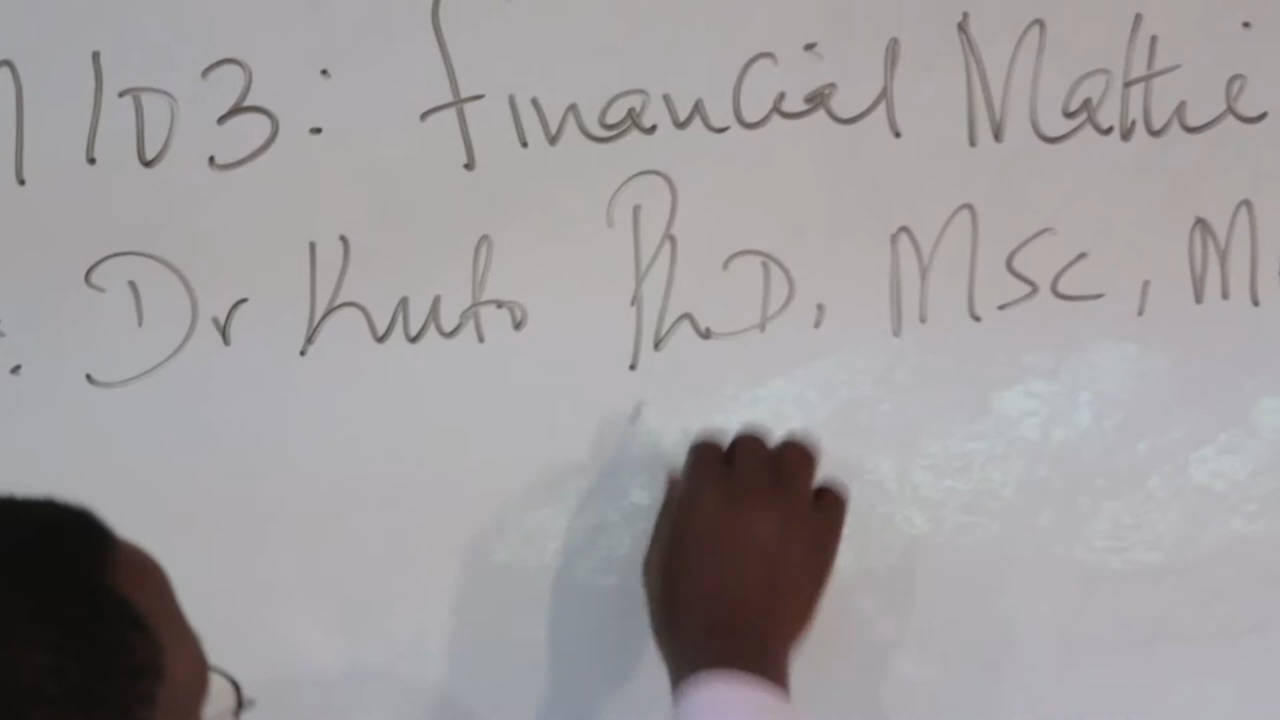 103: Financial Mathe
: Dr Kuto PhD, MSc, M